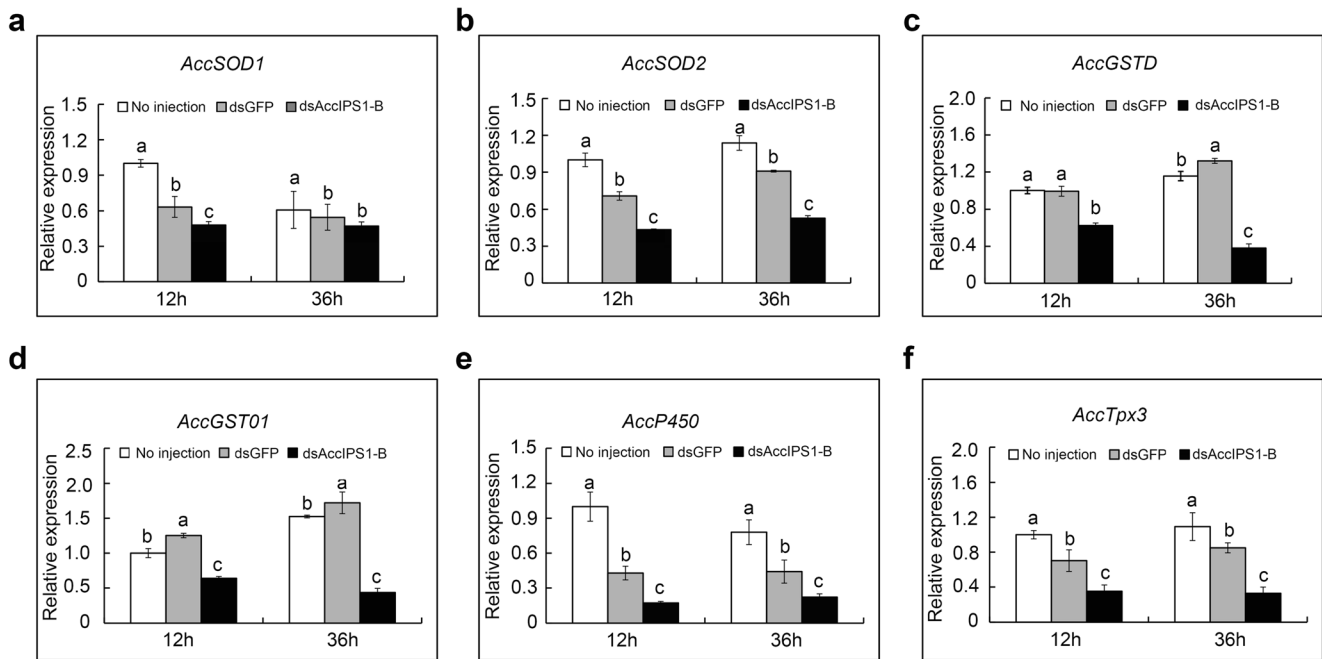 a
AccSOD1
No injection dsGFP dsAccIPS1-B
Relative expression
1.5
1.2
0.9
0.6
0.3
0
a b c a b b
12h 36h
b
AccSOD2
No injection dsGFP dsAccIPS1-B
Relative expression
1.5
1.2
0.9
0.6
0.3
0
a b c a b c
12h 36h
c
AccGSTD
No injection dsGFP dsAccIPS1-B
Relative expression
2.0
1.6
1.2
0.8
0.4
0
a a b b a c
12h 36h
d
AccGST01
No injection dsGFP dsAccIPS1-B
Relative expression
2.5
2.0
1.5
1.0
0.5
0
b a c b a c
12h 36h
e
AccP450
No injection dsGFP dsAccIPS1-B
Relative expression
1.5
1.2
0.9
0.6
0.3
0
a b c a b c
12h 36h
f
AccTpx3
No injection dsGFP dsAccIPS1-B
Relative expression
2.0
1.6
1.2
0.8
0.4
0
a b c a b c
12h 36h